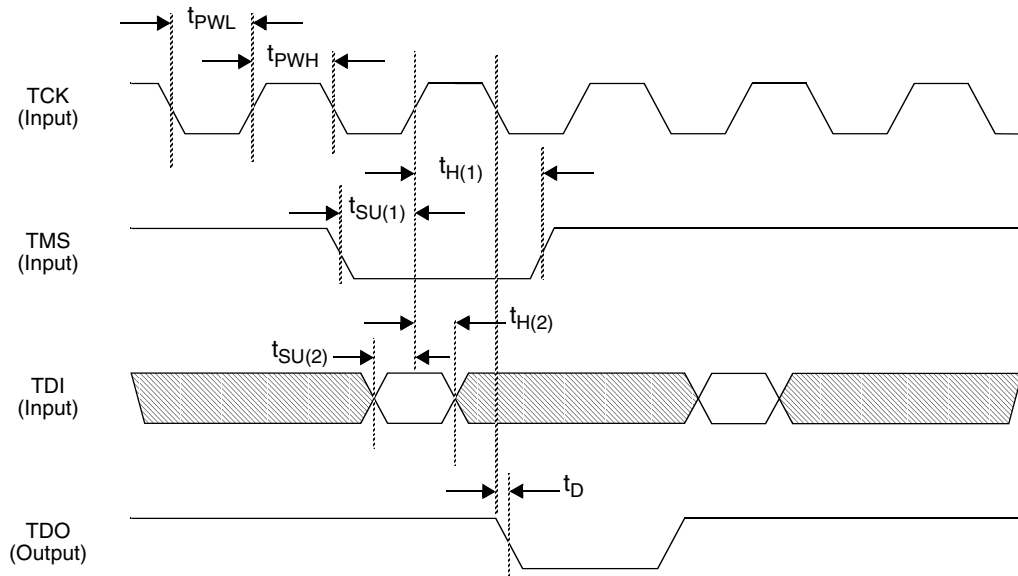 tPWL
tPWH
TCK
(Input)
tH(1)
tSU(1)
TMS
(Input)
tH(2)
tSU(2)
TDI
(Input)
tD
TDO
(Output)